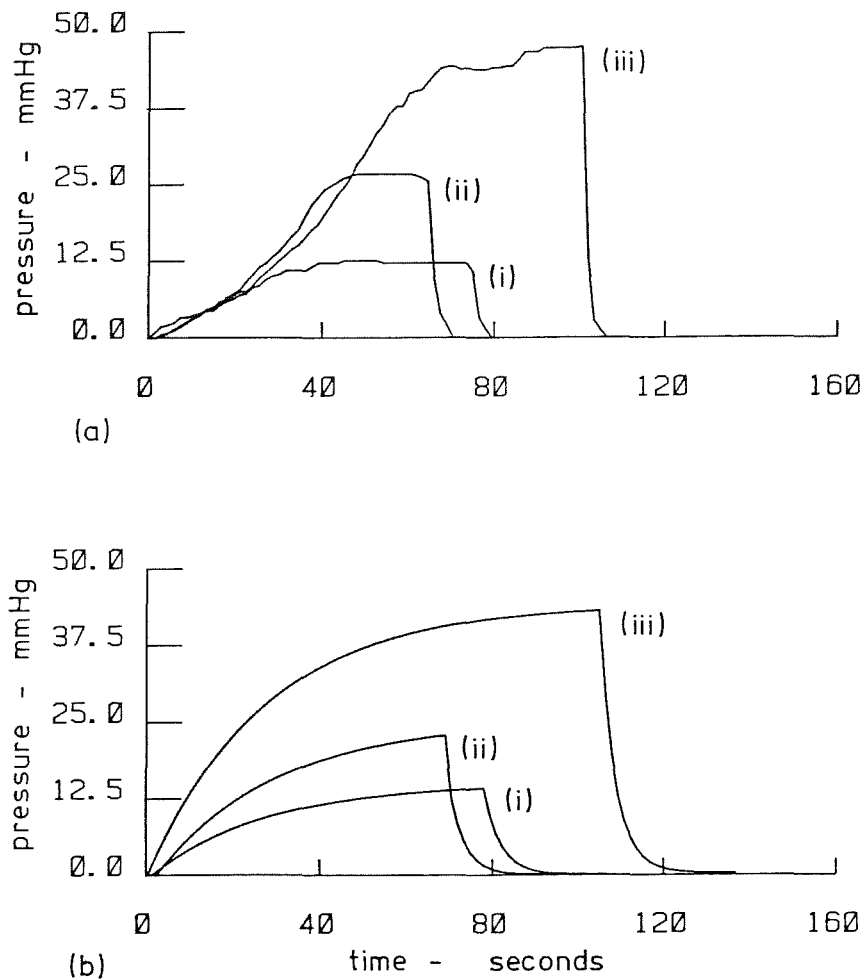 50.0
37.5
25.0
12.5
0.0
pressure - mmHg
(iii)
(ii)
(i)
0 40 80 120 160
(a)
50.0
37.5
25.0
12.5
0.0
pressure - mmHg
(iii)
(ii)
(i)
0 40 80 120 160
(b) time - seconds